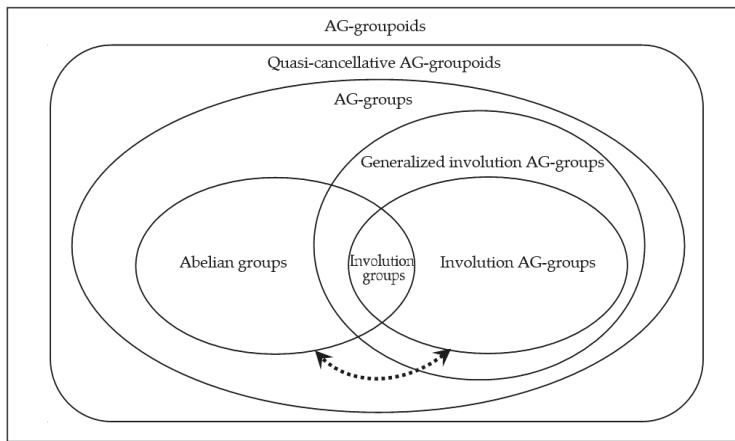 AG-groupoids
Quasi-cancellative AG-groupoids
AG-groups
Generalized involution AG-groups
Abelian groups
Involution
groups
Involution AG-groups